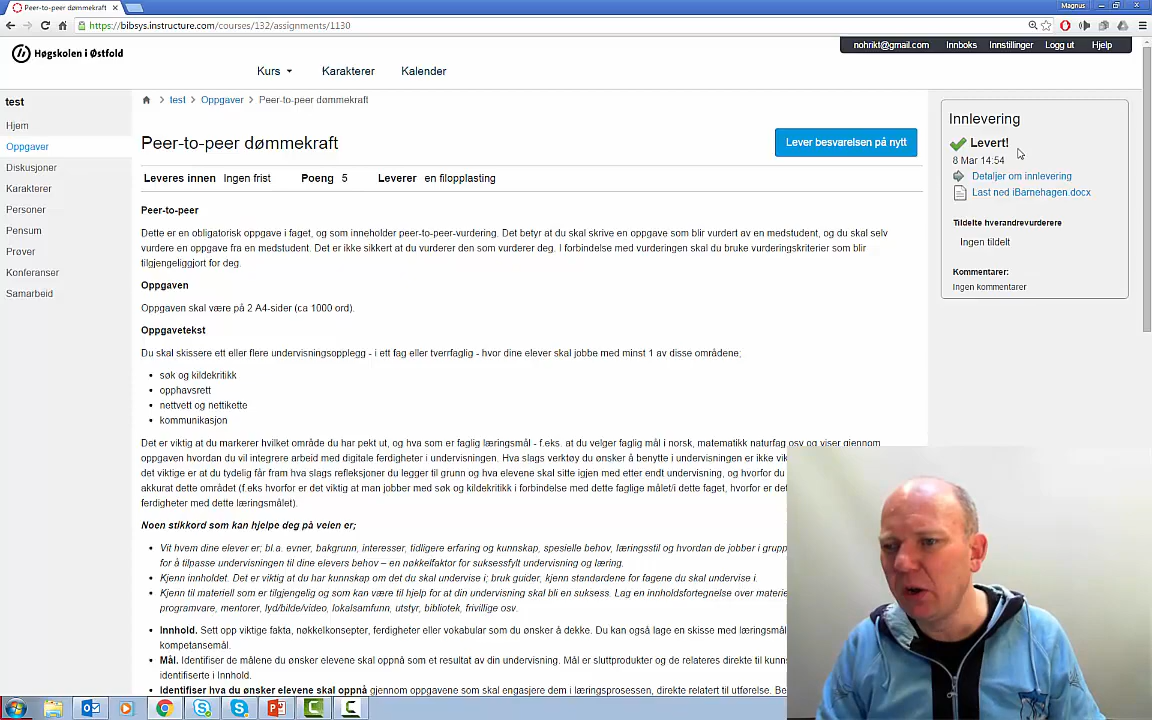 Peer-to-peer dømmekraft
Magnus
https://bibsys.instructure.com/courses/132/assignments/1130
Høgskolen i Østfold
nohrikt@gmail.com Innboks Innstillinger Logg ut Hjelp
Kurs Karakterer Kalender
test
test Oppgaver Peer-to-peer dømmekraft
Hjem
Oppgaver
Diskusjoner
Karakterer
Personer
Pensum
Prøver
Konferanser
Samarbeid
Peer-to-peer dømmekraft
Lever besvarelsen på nytt
Leveres innen Ingen frist Poeng 5 Leverer en filopplasting
Peer-to-peer
Dette er en obligatorisk oppgave i faget, og som inneholder peer-to-peer-vurdering. Det betyr at du skal skrive en oppgave som blir vurdert av en medstudent, og du skal selv
vurdere en oppgave fra en medstudent. Det er ikke sikkert at du vurderer den som vurderer deg. I forbindelse med vurderingen skal du bruke vurderingskriterier som blir
tilgjengeliggjort for deg.
Oppgaven
Oppgaven skal være på 2 A4-sider (ca 1000 ord).
Oppgavetekst
Du skal skissere ett eller flere undervisningsopplegg - i ett fag eller tverrfaglig - hvor dine elever skal jobbe med minst 1 av disse områdene;
søk og kildekritikk
opphavsrett
nettvett og nettikette
kommunikasjon
Det er viktig at du markerer hvilket område du har pekt ut, og hva som er faglig læringsmål - f.eks. at du velger faglig mål i norsk, matematikk naturfag osv og viser gjennom
oppgaven hvordan du vil integrere arbeid med digitale ferdigheter i undervisningen. Hva slags verktøy du ønsker å benytte i undervisningen er ikke
det viktige er at du tydelig får fram hva slags refleksjoner du legger til grunn og hva elevene skal sitte igjen med etter endt undervisning, og hvorfor du
akkurat dette området (f.eks hvorfor er det viktig at man jobber med søk og kildekritikk i forbindelse med dette faglige målet/i dette faget, hvorfor er det
ferdigheter med dette læringsmålet).
Noen stikkord som kan hjelpe deg på veien er;
Vit hvem dine elever er; bl.a. evner, bakgrunn, interesser, tidligere erfaring og kunnskap, spesielle behov, læringsstil og hvordan de jobber i grupp
for å tilpasse undervisningen til dine elevers behov – en nøkkelfaktor for suksessfylt undervisning og læring.
Kjenn innholdet. Det er viktig at du har kunnskap om det du skal undervise i; bruk guider, kjenn standardene for fagene du skal undervise i.
Kjenn til materiell som er tilgjengelig og som kan være til hjelp for at din undervisning skal bli en suksess. Lag en innholdsfortegnelse over materie
programvare, mentorer, lyd/bilde/video, lokalsamfunn, utstyr, bibliotek, frivillige osv.
Innhold. Sett opp viktige fakta, nøkkelkonsepter, ferdigheter eller vokabular som du ønsker å dekke. Du kan også lage en skisse med læringsmål
kompetansemål.
Mål. Identifiser de målene du ønsker elevene skal oppnå som et resultat av din undervisning. Mål er sluttprodukter og de relateres direkte til kunns
identifiserte i Innhold.
Identifiser hva du ønsker elevene skal oppnå gjennom oppgavene som skal engasjere dem i læringsprosessen, direkte relatert til utførelse. Be
Innlevering
Levert!
8 Mar 14:54
Detaljer om innlevering
Last ned iBarnehagen.docx
Tildelte hverandrevurderere
Ingen tildelt
Kommentarer:
Ingen kommentarer